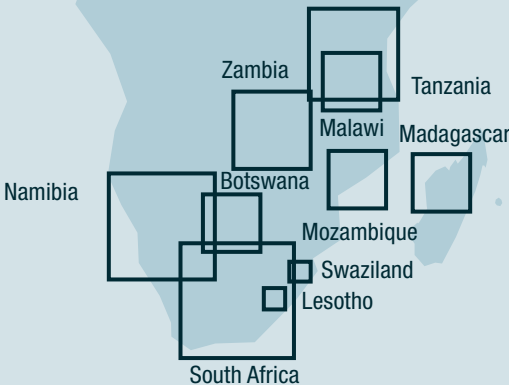 Zambia
Tanzania
Malawi
Madagascar
Namibia
Botswana
Mozambique
Swaziland
Lesotho
South Africa